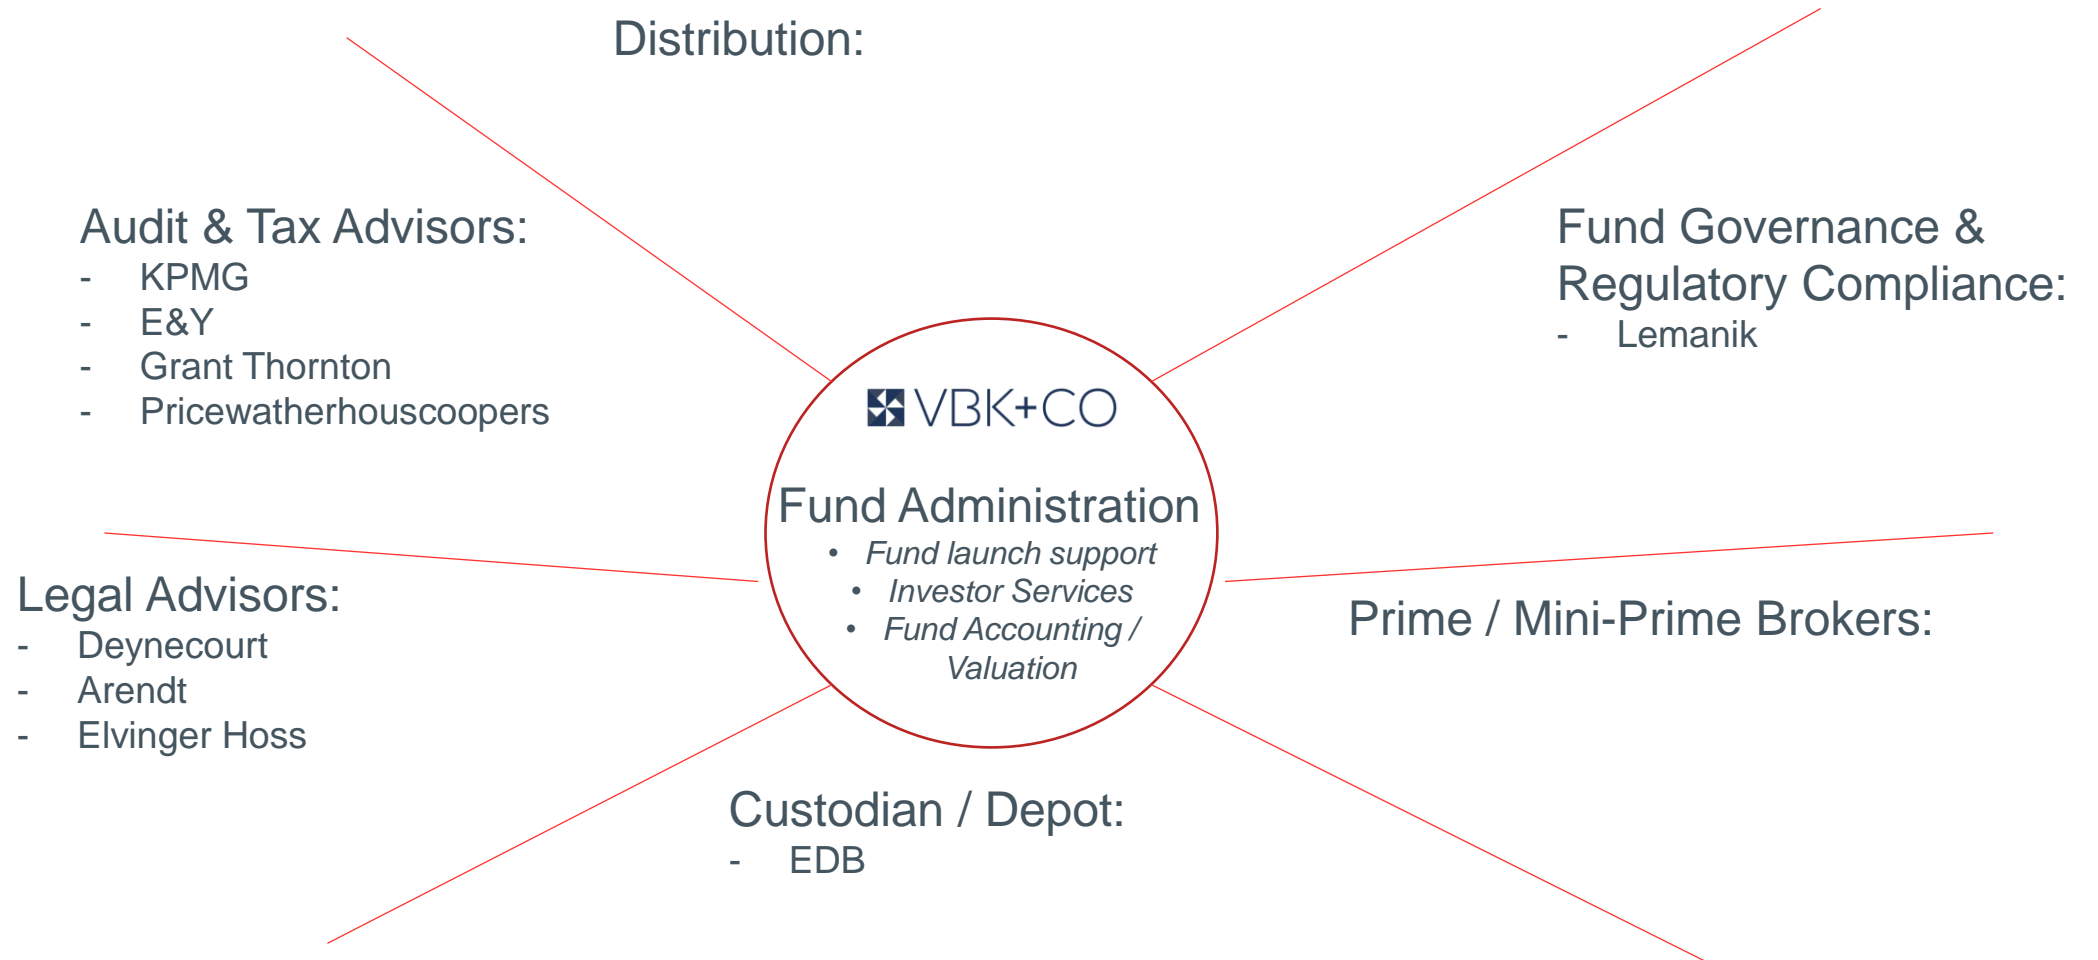 Distribution:
Audit & Tax Advisors:
- KPMG
- E&Y
- Grant Thornton
- Pricewatherhouscoopers
Fund Governance &
Regulatory Compliance:
- Lemanik
VBK+CO
Fund Administration
• Fund launch support
• Investor Services
• Fund Accounting /
Valuation
Legal Advisors:
- Deynecourt
- Arendt
- Elvinger Hoss
Prime / Mini-Prime Brokers:
Custodian / Depot:
- EDB